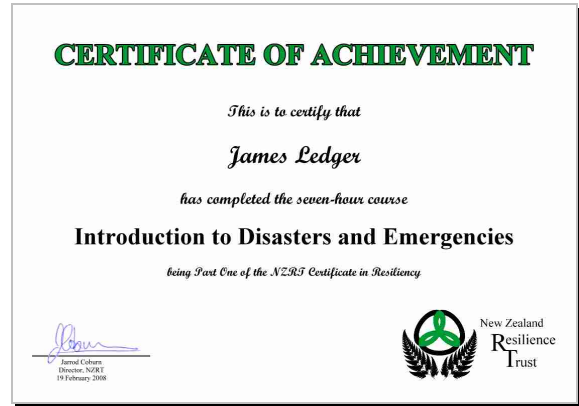 CERTIFICATE OF ACHIEVEMENT
This is to certify that
James Ledger
has completed the seven-hour course
Introduction to Disasters and Emergencies
being Part One of the NZRT Certificate in Resiliency
JCoburn
Jarrod Coburn
Director, NZRT
19 February 2008
New Zealand
Resilience
Trust